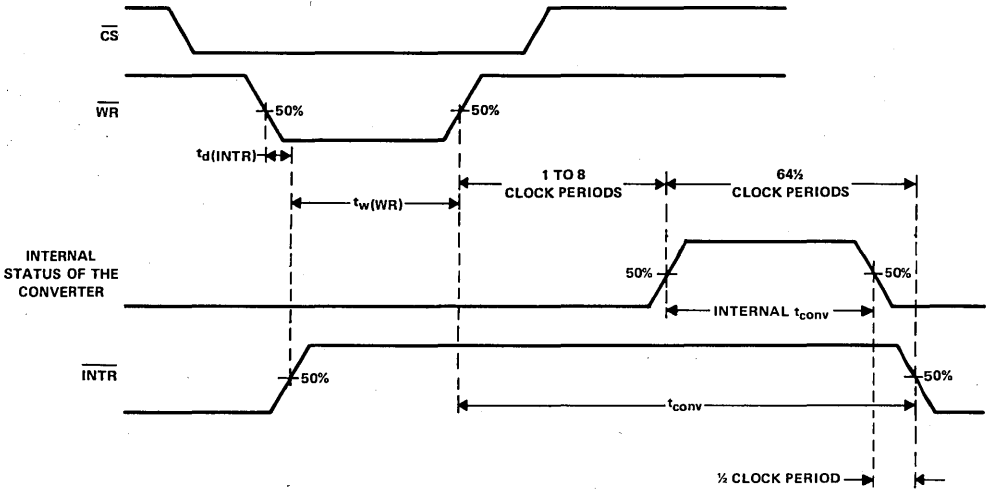 CS
WR
50%
50%
td(INTR)
1 TO 8
CLOCK PERIODS
64½
CLOCK PERIODS
tw(WR)
INTERNAL
STATUS OF THE
CONVERTER
50%
50%
INTERNAL tconv
INTR
50%
50%
tconv
½ CLOCK PERIOD